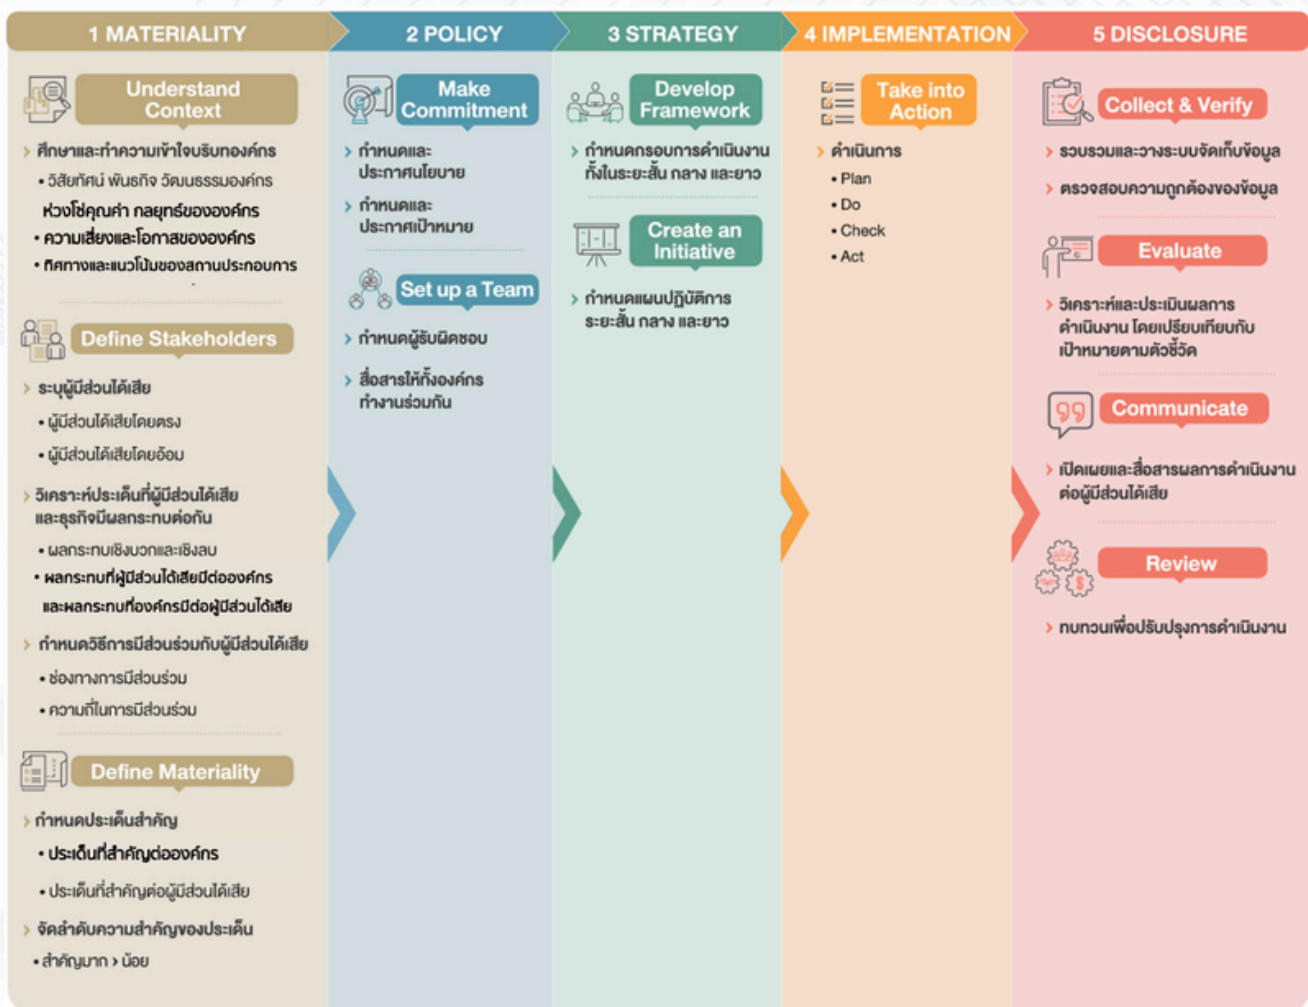 1 MATERIALITY
Understand
Context
› ศึกษาและทำความเข้าใจบริบทองค์กร
• วิสัยทัศน์ พันธกิจ วัฒนธรรมองค์กร
ห่วงโซ่คุณค่า กลยุทธ์ขององค์กร
• ความเสี่ยงและโอกาสขององค์กร
• ทิศทางและแนวโน้มของสถานประกอบการ
Define Stakeholders
› ระบุผู้มีส่วนได้เสีย
• ผู้มีส่วนได้เสียโดยตรง
• ผู้มีส่วนได้เสียโดยอ้อม
› วิเคราะห์ประเด็นที่ผู้มีส่วนได้เสีย
และธุรกิจมีผลกระทบต่อกัน
• ผลกระทบเชิงบวกและเชิงลบ
• ผลกระทบที่ผู้มีส่วนได้เสียมีต่อองค์กร
และผลกระทบที่องค์กรมีต่อผู้มีส่วนได้เสีย
› กำหนดวิธีการมีส่วนร่วมกับผู้มีส่วนได้เสีย
• ช่องทางการมีส่วนร่วม
• ความถี่ในการมีส่วนร่วม
Define Materiality
› กำหนดประเด็นสำคัญ
• ประเด็นที่สำคัญต่อองค์กร
• ประเด็นที่สำคัญต่อผู้มีส่วนได้เสีย
› จัดลำดับความสำคัญของประเด็น
• สำคัญมาก › น้อย
2 POLICY
Make
Commitment
› กำหนดและ
ประกาศนโยบาย
› กำหนดและ
ประกาศเป้าหมาย
Set up a Team
› กำหนดผู้รับผิดชอบ
› สื่อสารให้ทั้งองค์กร
ทำงานร่วมกัน
3 STRATEGY
Develop
Framework
› กำหนดกรอบการดำเนินงาน
ทั้งในระยะสั้น กลาง และยาว
Create an
Initiative
› กำหนดแผนปฏิบัติการ
ระยะสั้น กลาง และยาว
4 IMPLEMENTATION
Take into
Action
› ดำเนินการ
• Plan
• Do
• Check
• Act
5 DISCLOSURE
Collect & Verify
› รวบรวมและวางระบบจัดเก็บข้อมูล
› ตรวจสอบความถูกต้องของข้อมูล
Evaluate
› วิเคราะห์และประเมินผลการ
ดำเนินงาน โดยเปรียบเทียบกับ
เป้าหมายตามตัวชี้วัด
Communicate
› เปิดเผยและสื่อสารผลการดำเนินงาน
ต่อผู้มีส่วนได้เสีย
Review
› ทบทวนเพื่อปรับปรุงการดำเนินงาน